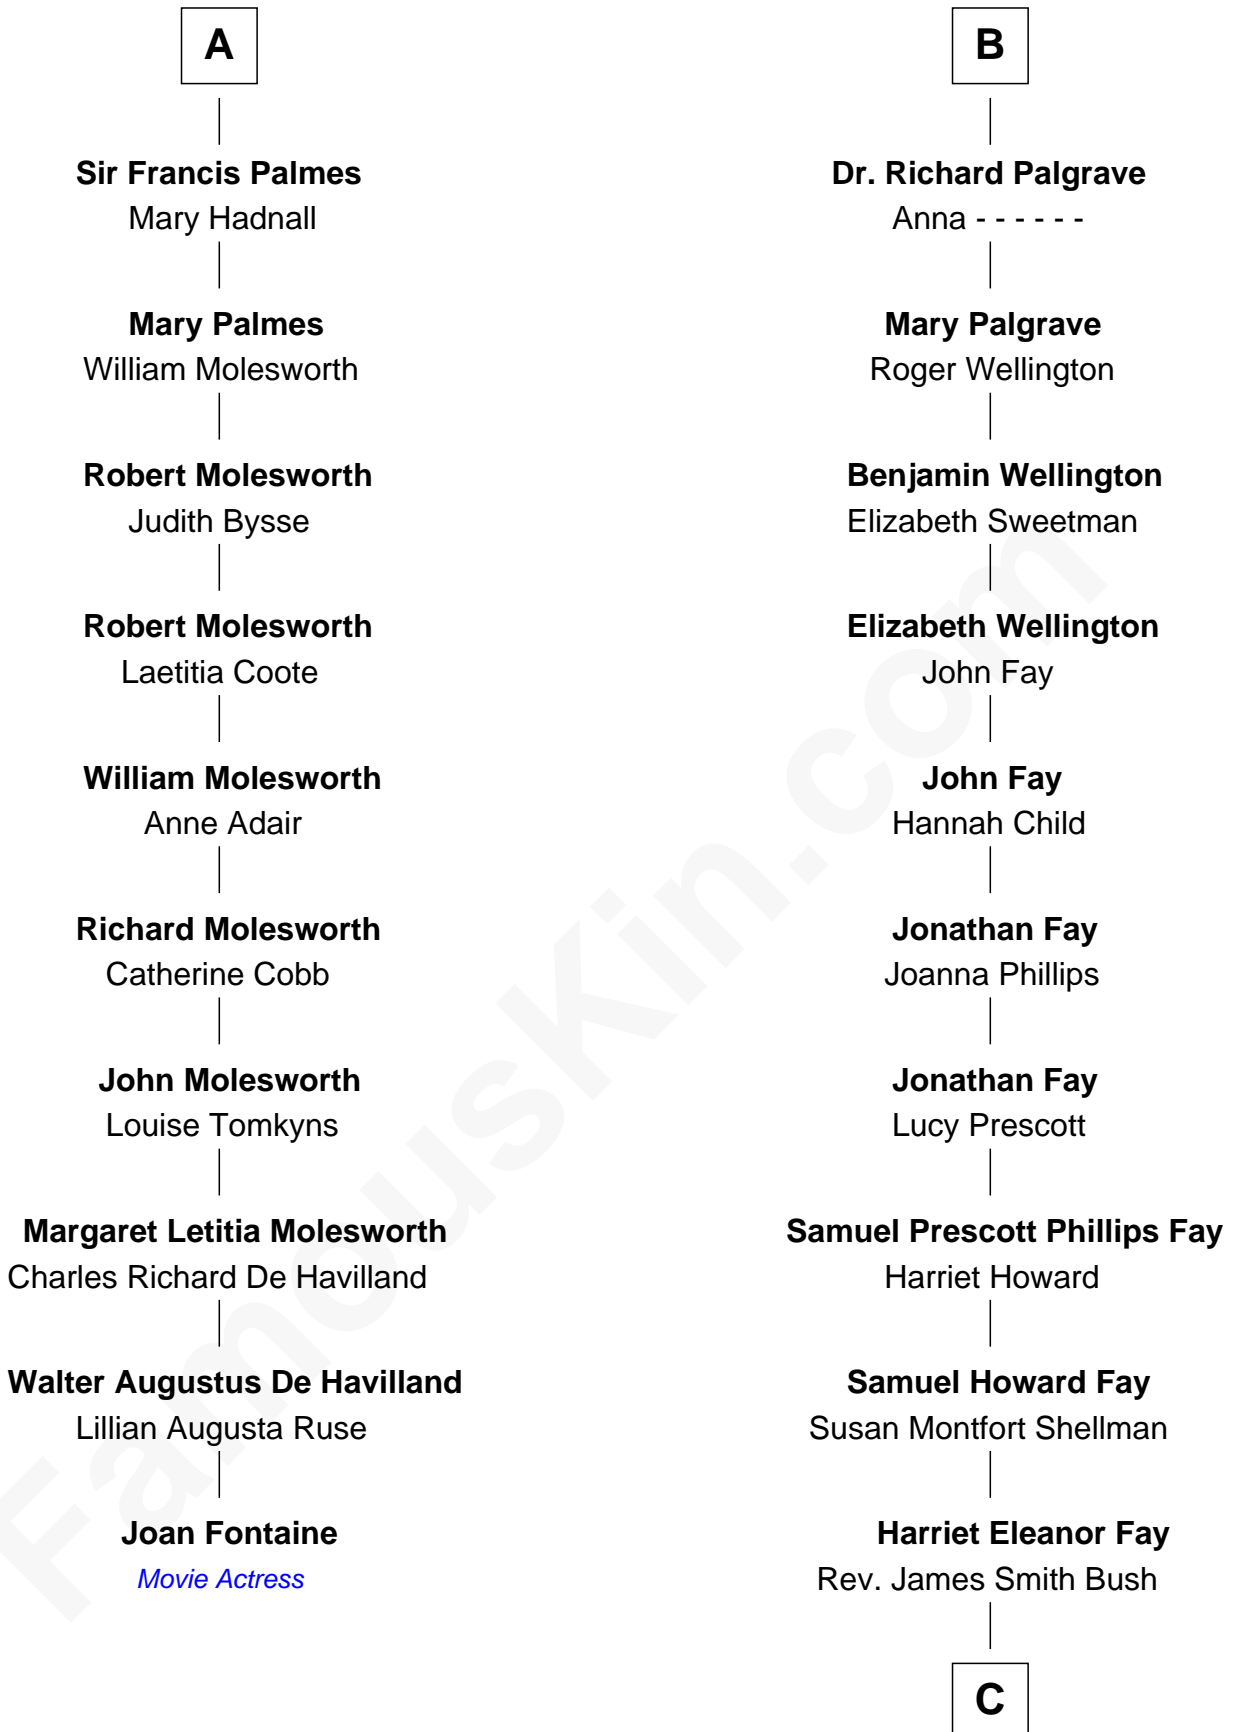 A
Sir Francis Palmes
Mary Hadnall
Mary Palmes
William Molesworth
Robert Molesworth
Judith Bysse
Robert Molesworth
Laetitia Coote
William Molesworth
Anne Adair
Richard Molesworth
Catherine Cobb
John Molesworth
Louise Tomkyns
Margaret Letitia Molesworth
Charles Richard De Havilland
Walter Augustus De Havilland
Lillian Augusta Ruse
Joan Fontaine
Movie Actress
B
Dr. Richard Palgrave
Anna - - - - - -
Mary Palgrave
Roger Wellington
Benjamin Wellington
Elizabeth Sweetman
Elizabeth Wellington
John Fay
John Fay
Hannah Child
Jonathan Fay
Joanna Phillips
Jonathan Fay
Lucy Prescott
Samuel Prescott Phillips Fay
Harriet Howard
Samuel Howard Fay
Susan Montfort Shellman
Harriet Eleanor Fay
Rev. James Smith Bush
C
FamousKin.com